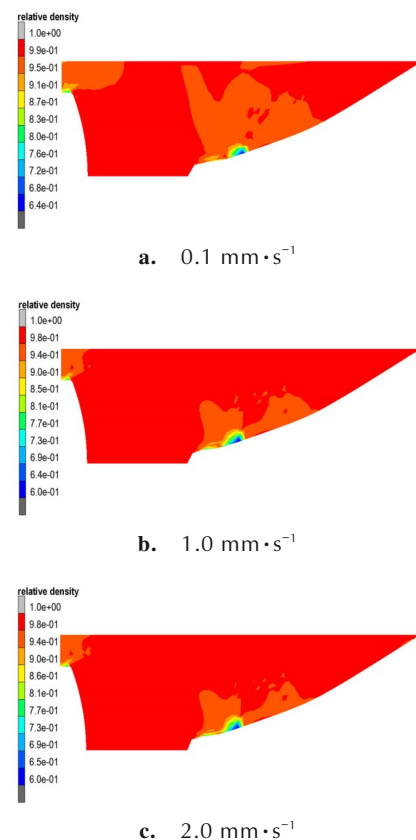 relative density
1.0e+00
9.9e-01
9.5e-01
9.1e-01
8.7e-01
8.3e-01
8.0e-01
7.6e-01
7.2e-01
6.8e-01
6.4e-01
a. 0.1 mm·s⁻¹
relative density
1.0e+00
9.8e-01
9.4e-01
9.0e-01
8.5e-01
8.1e-01
7.7e-01
7.3e-01
6.9e-01
6.4e-01
6.0e-01
b. 1.0 mm·s⁻¹
relative density
1.0e+00
9.8e-01
9.4e-01
9.0e-01
8.6e-01
8.1e-01
7.7e-01
7.3e-01
6.9e-01
6.5e-01
6.0e-01
c. 2.0 mm·s⁻¹